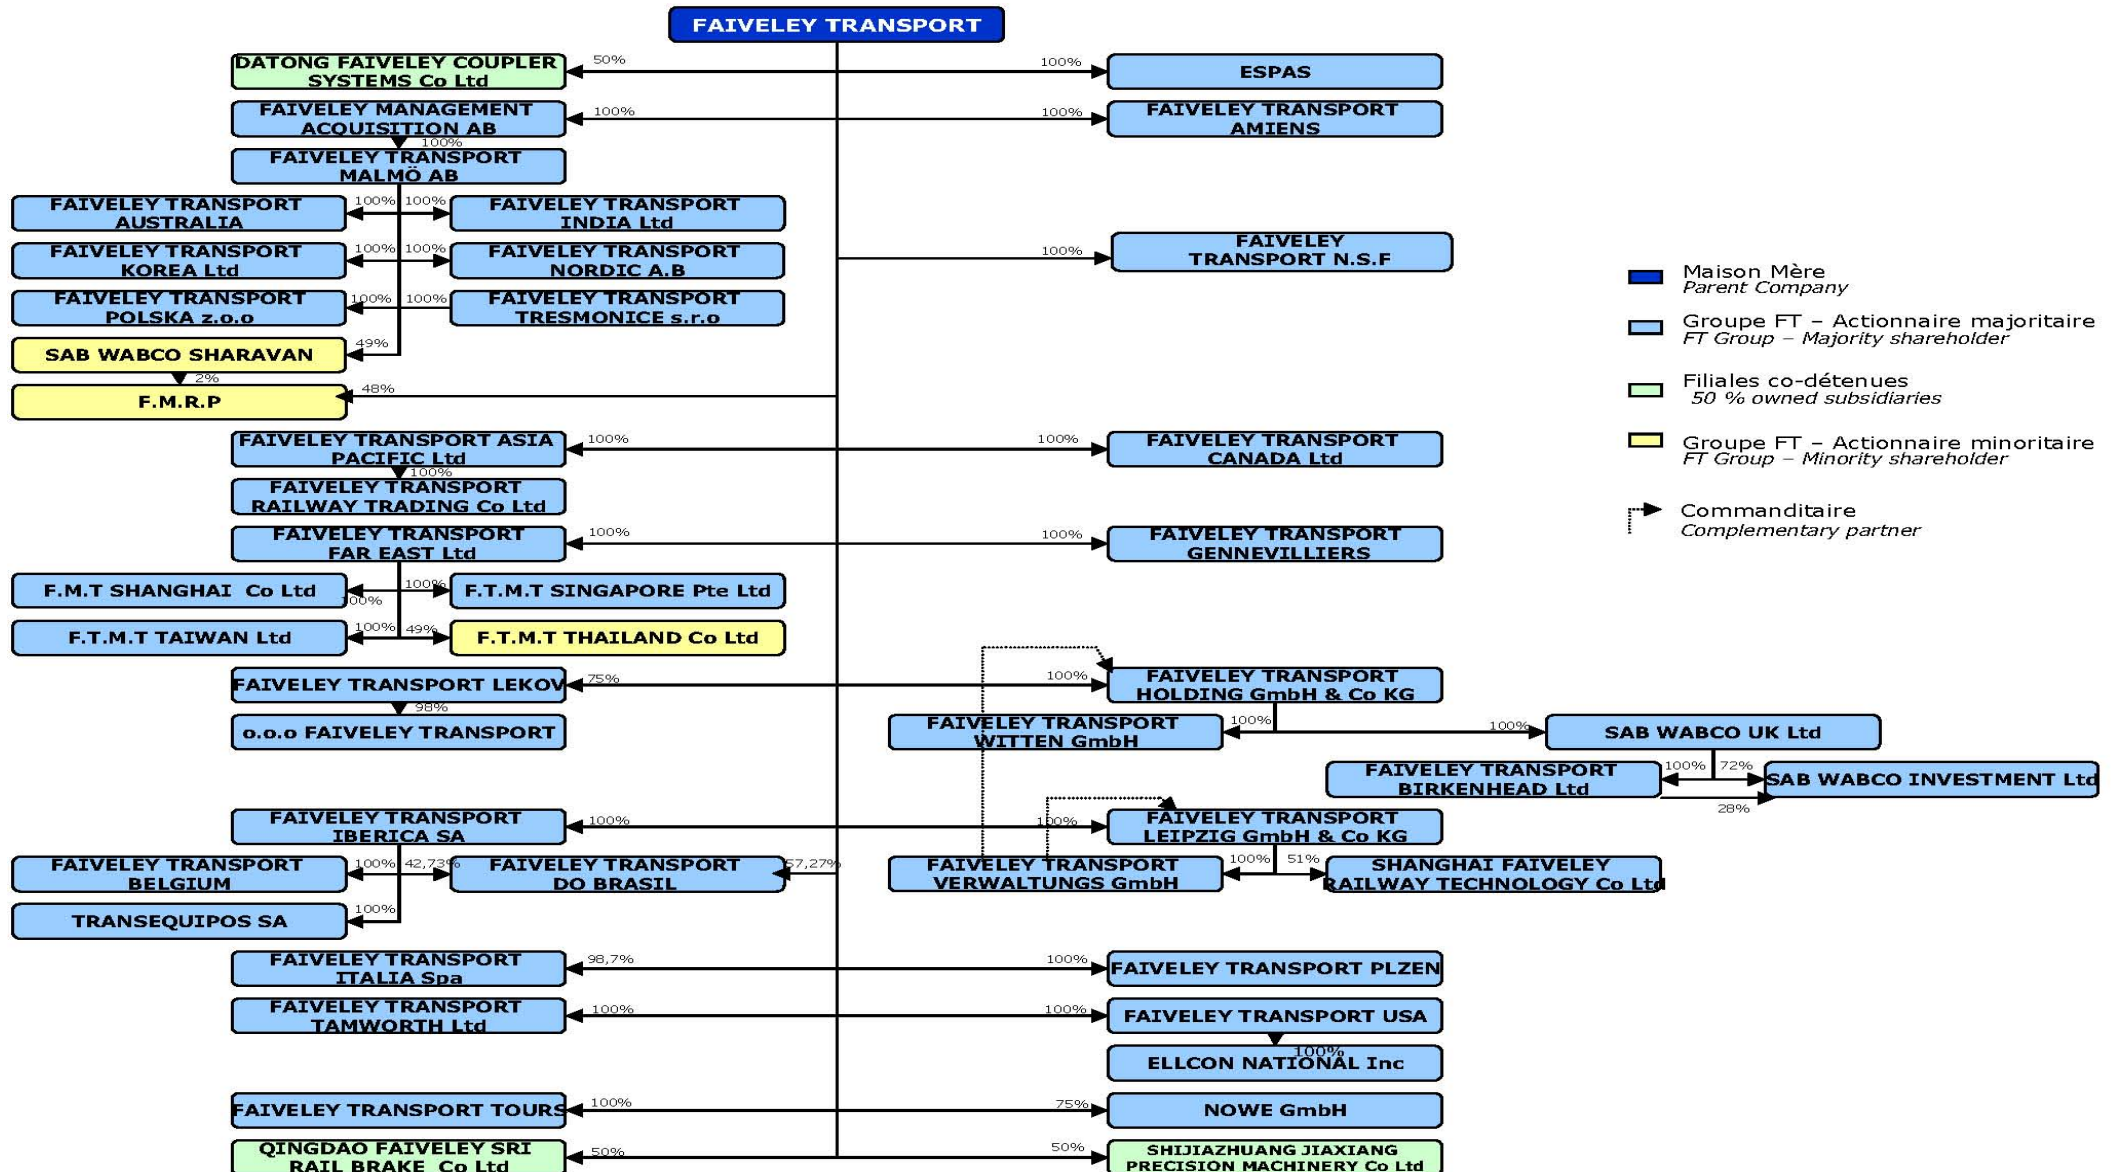 FAIVELEY TRANSPORT
DATONG FAIVELEY COUPLER
SYSTEMS Co Ltd
50%
100%
ESPAS
FAIVELEY MANAGEMENT
ACQUISITION AB
100%
100%
FAIVELEY TRANSPORT
AMIENS
100%
FAIVELEY TRANSPORT
MALMÖ AB
FAIVELEY TRANSPORT
AUSTRALIA
100%
100%
FAIVELEY TRANSPORT
INDIA Ltd
FAIVELEY TRANSPORT
KOREA Ltd
100%
100%
FAIVELEY TRANSPORT
NORDIC A.B
100%
FAIVELEY
TRANSPORT N.S.F
FAIVELEY TRANSPORT
POLSKA z.o.o
100%
100%
FAIVELEY TRANSPORT
TRESMONICE s.r.o
SAB WABCO SHARAVAN
49%
2%
F.M.R.P
48%
Maison Mère
Parent Company
Groupe FT – Actionnaire majoritaire
FT Group – Majority shareholder
Filiales co-détenues
50 % owned subsidiaries
Groupe FT – Actionnaire minoritaire
FT Group – Minority shareholder
Commanditaire
Complementary partner
FAIVELEY TRANSPORT ASIA
PACIFIC Ltd
100%
100%
FAIVELEY TRANSPORT
CANADA Ltd
100%
FAIVELEY TRANSPORT
RAILWAY TRADING Co Ltd
FAIVELEY TRANSPORT
FAR EAST Ltd
100%
100%
FAIVELEY TRANSPORT
GENNEVILLIERS
F.M.T SHANGHAI Co Ltd
100%
100%
F.T.M.T SINGAPORE Pte Ltd
F.T.M.T TAIWAN Ltd
100%
49%
F.T.M.T THAILAND Co Ltd
FAIVELEY TRANSPORT LEKOV
75%
100%
FAIVELEY TRANSPORT
HOLDING GmbH & Co KG
98%
o.o.o FAIVELEY TRANSPORT
FAIVELEY TRANSPORT
WITTEN GmbH
100%
100%
SAB WABCO UK Ltd
FAIVELEY TRANSPORT
BIRKENHEAD Ltd
100%
72%
SAB WABCO INVESTMENT Ltd
28%
FAIVELEY TRANSPORT
IBERICA SA
100%
100%
FAIVELEY TRANSPORT
LEIPZIG GmbH & Co KG
FAIVELEY TRANSPORT
BELGIUM
100%
42,73%
FAIVELEY TRANSPORT
DO BRASIL
57,27%
FAIVELEY TRANSPORT
VERWALTUNGS GmbH
100%
51%
SHANGHAI FAIVELEY
RAILWAY TECHNOLOGY Co Ltd
TRANSEQUIPOS SA
100%
FAIVELEY TRANSPORT
ITALIA Spa
98,7%
100%
FAIVELEY TRANSPORT PLZEN
FAIVELEY TRANSPORT
TAMWORTH Ltd
100%
100%
FAIVELEY TRANSPORT USA
100%
ELLCON NATIONAL Inc
FAIVELEY TRANSPORT TOURS
100%
75%
NOWE GmbH
QINGDAO FAIVELEY SRI
RAIL BRAKE Co Ltd
50%
50%
SHIJIAZHUANG JIAXIANG
PRECISION MACHINERY Co Ltd